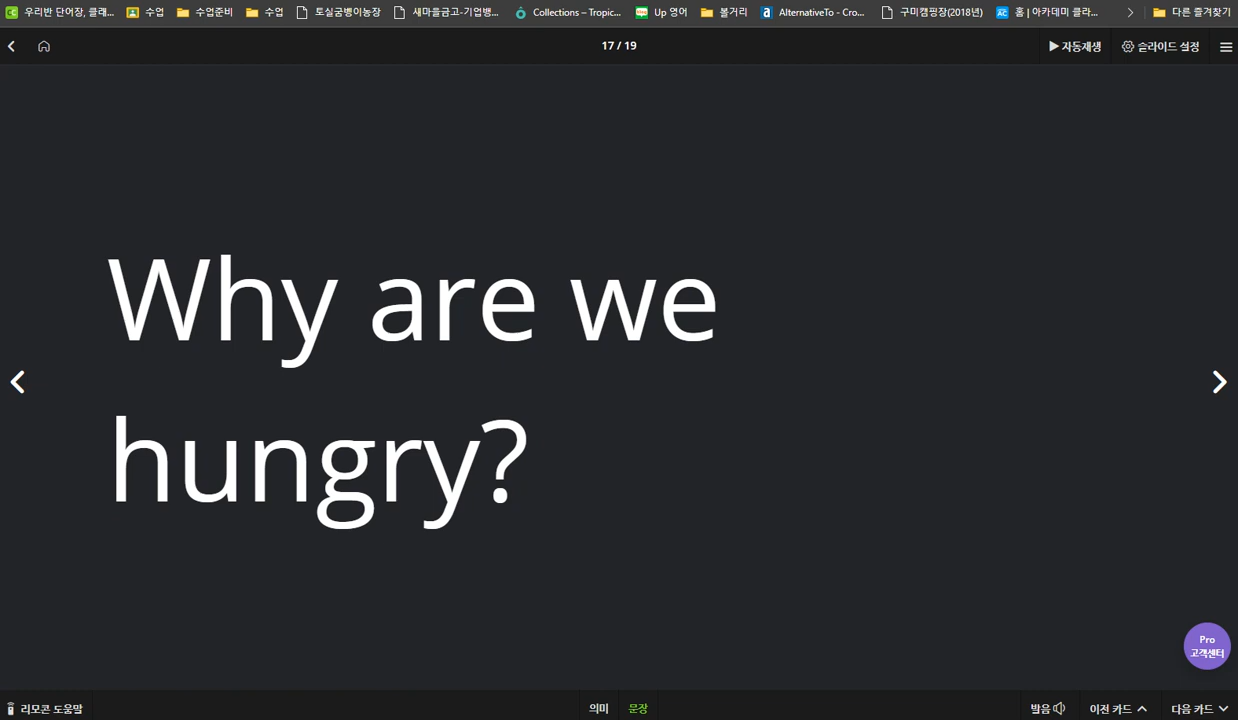 우리반 단어장, 클래... 수업 수업준비 수업 토실궁뱅이농장 새마을금고-기업뱅... Collections – Tropic... Up 영어 볼거리 AlternativeTo - Cro... 구미캠핑장(2018년) 홈 | 아카데미 클라... 다른 즐겨찾기
17 / 19 자동재생 슬라이드 설정
Why are we
hungry?
Pro
고객센터
리모콘 도움말 의미 문장 발음 이전 카드 다음 카드